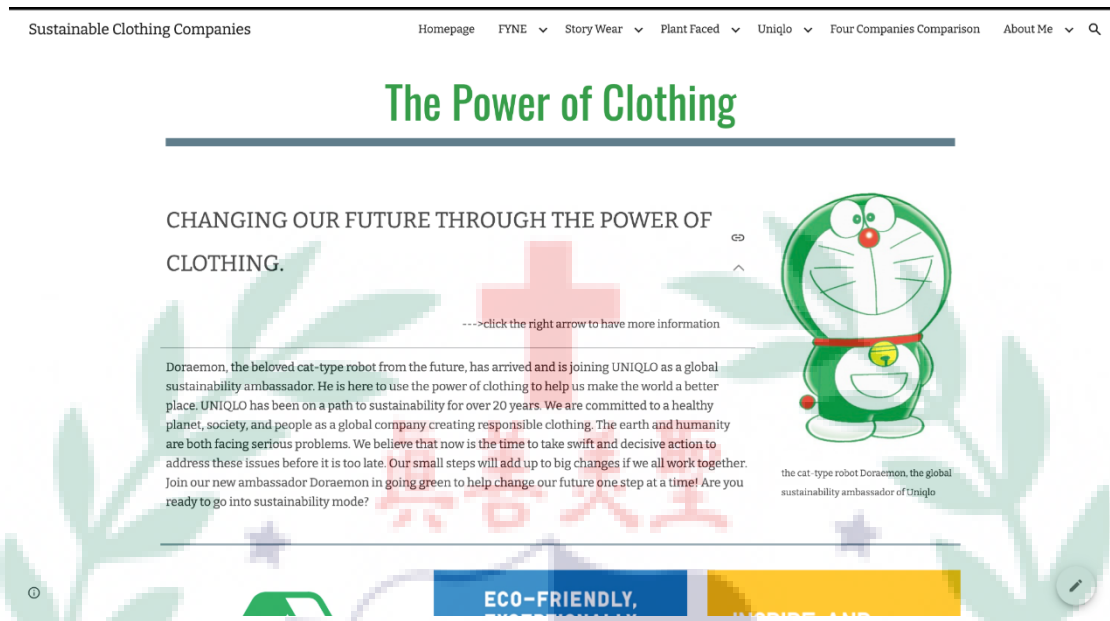 Sustainable Clothing Companies
Homepage
FYNE
Story Wear
Plant Faced
Uniqlo
Four Companies Comparison
About Me
The Power of Clothing
CHANGING OUR FUTURE THROUGH THE POWER OF
CLOTHING.
--->click the right arrow to have more information
Doraemon, the beloved cat-type robot from the future, has arrived and is joining UNIQLO as a global
sustainability ambassador. He is here to use the power of clothing to help us make the world a better
place. UNIQLO has been on a path to sustainability for over 20 years. We are committed to a healthy
planet, society, and people as a global company creating responsible clothing. The earth and humanity
are both facing serious problems. We believe that now is the time to take swift and decisive action to
address these issues before it is too late. Our small steps will add up to big changes if we all work together.
Join our new ambassador Doraemon in going green to help change our future one step at a time! Are you
ready to go into sustainability mode?
the cat-type robot Doraemon, the global
sustainability ambassador of Uniqlo
真善美聖
ECO-FRIENDLY,